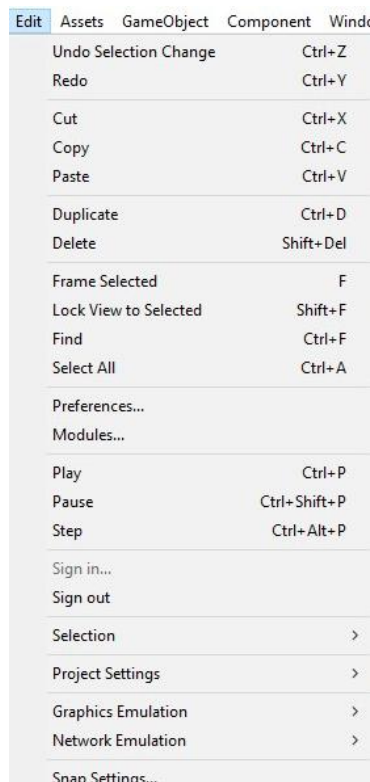 Edit Assets GameObject Component
Undo Selection Change Ctrl+Z
Redo Ctrl+Y
Cut Ctrl+X
Copy Ctrl+C
Paste Ctrl+V
Duplicate Ctrl+D
Delete Shift+Del
Frame Selected F
Lock View to Selected Shift+F
Find Ctrl+F
Select All Ctrl+A
Preferences...
Modules...
Play Ctrl+P
Pause Ctrl+Shift+P
Step Ctrl+Alt+P
Sign in...
Sign out
Selection >
Project Settings >
Graphics Emulation >
Network Emulation >
Snap Settings...